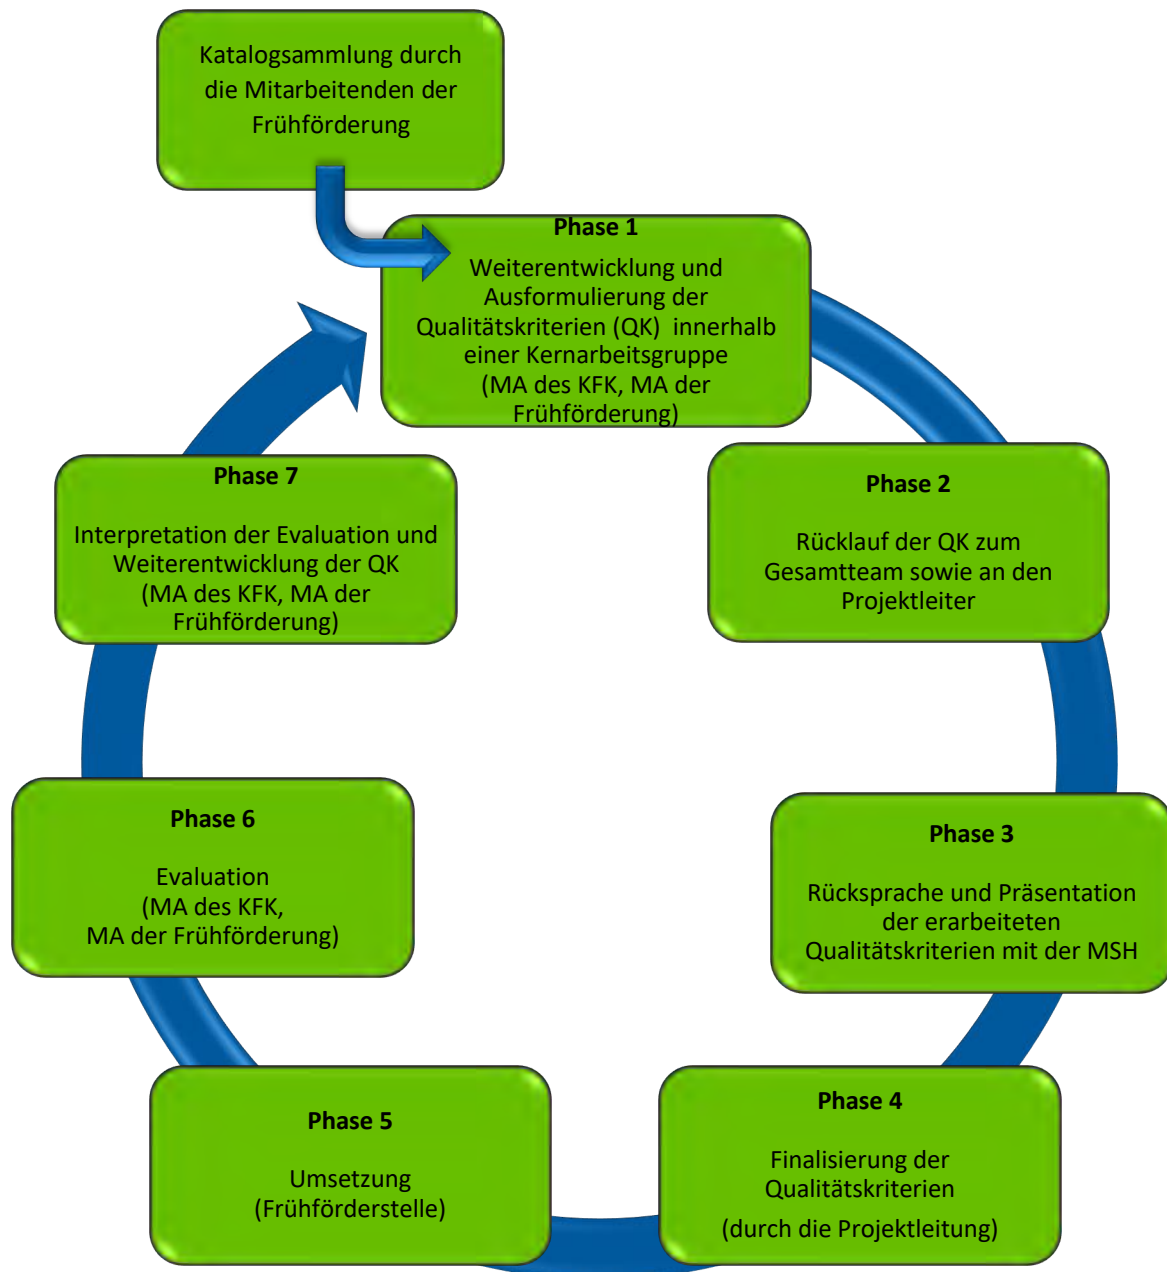 Katalogsammlung durch
die Mitarbeitenden der
Frühförderung
Phase 1
Weiterentwicklung und
Ausformulierung der
Qualitätskriterien (QK) innerhalb
einer Kernarbeitsgruppe
(MA des KFK, MA der
Frühförderung)
Phase 2
Rücklauf der QK zum
Gesamtteam sowie an den
Projektleiter
Phase 3
Rücksprache und Präsentation
der erarbeiteten
Qualitätskriterien mit der MSH
Phase 4
Finalisierung der
Qualitätskriterien
(durch die Projektleitung)
Phase 5
Umsetzung
(Frühförderstelle)
Phase 6
Evaluation
(MA des KFK,
MA der Frühförderung)
Phase 7
Interpretation der Evaluation und
Weiterentwicklung der QK
(MA des KFK, MA der
Frühförderung)